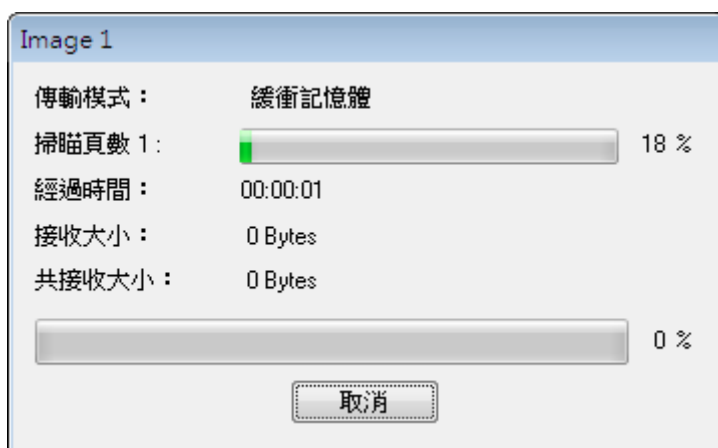 Image 1
傳輸模式： 緩衝記憶體
掃瞄頁數 1: 18 %
經過時間： 00:00:01
接收大小： 0 Bytes
共接收大小： 0 Bytes
0 %
取消